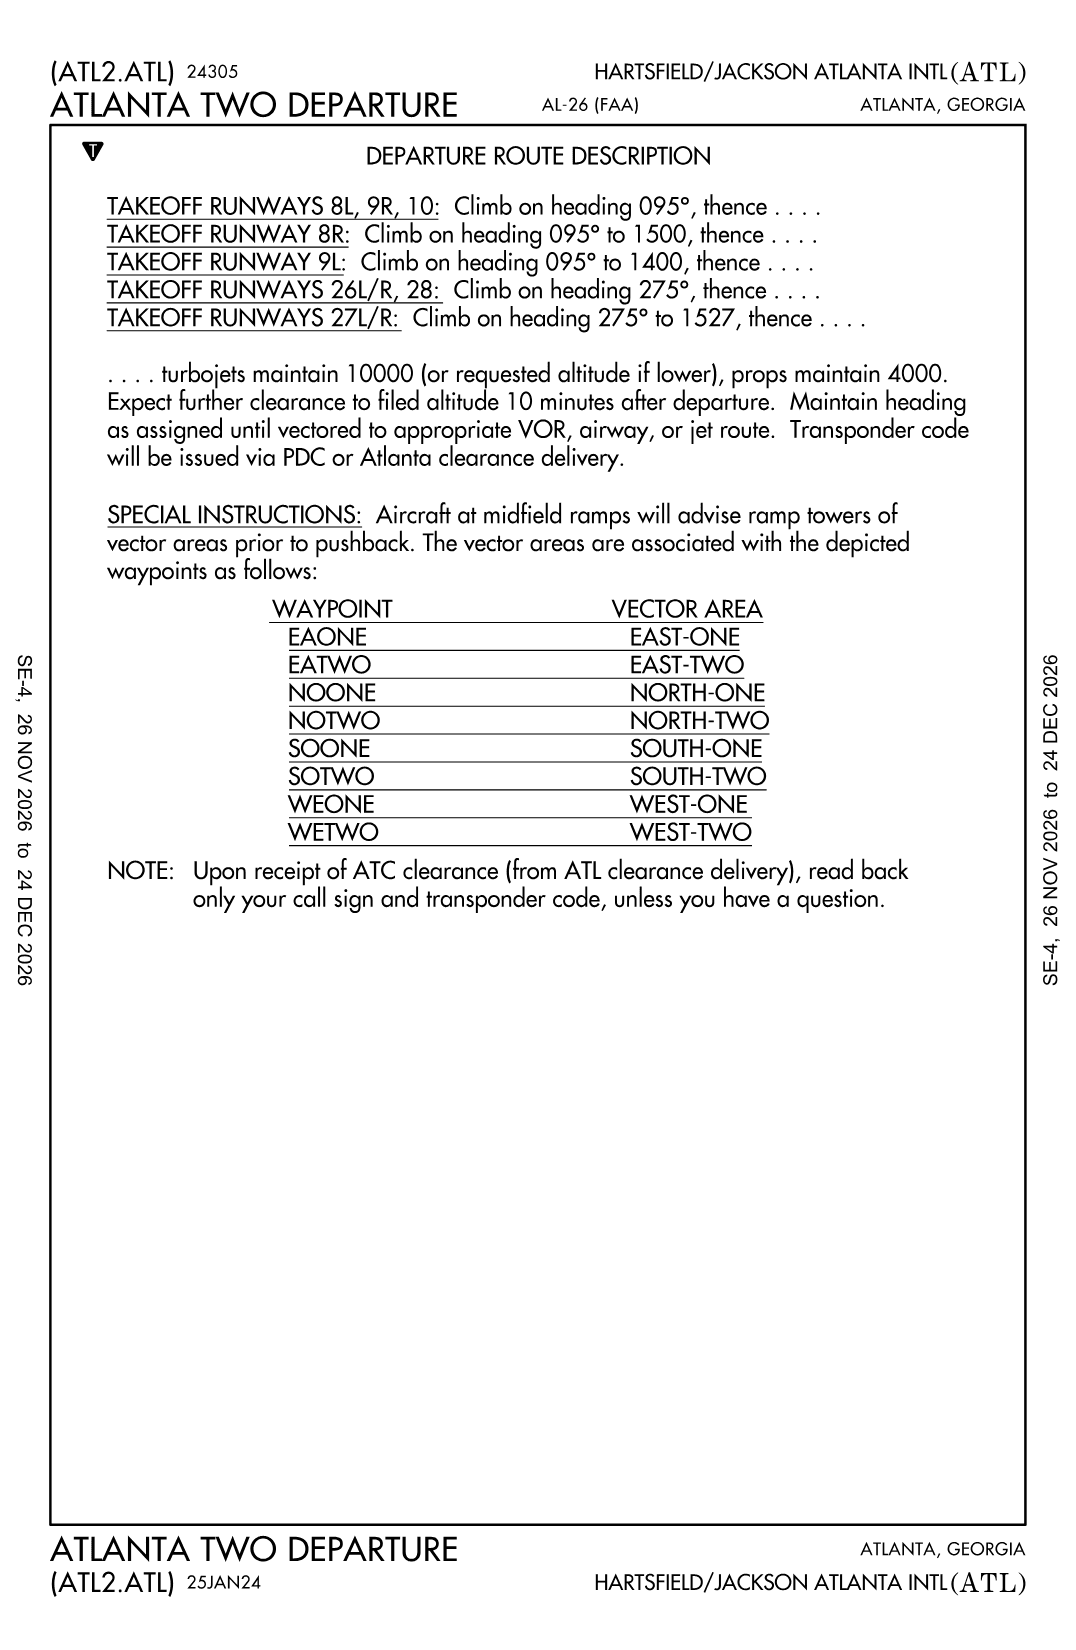 (ATL2.ATL) 24305
HARTSFIELD/JACKSON ATLANTA INTL (ATL)
ATLANTA TWO DEPARTURE
AL-26 (FAA)
ATLANTA, GEORGIA
T
DEPARTURE ROUTE DESCRIPTION
TAKEOFF RUNWAYS 8L, 9R, 10: Climb on heading 095°, thence . . . .
TAKEOFF RUNWAY 8R: Climb on heading 095° to 1500, thence . . . .
TAKEOFF RUNWAY 9L: Climb on heading 095° to 1400, thence . . . .
TAKEOFF RUNWAYS 26L/R, 28: Climb on heading 275°, thence . . . .
TAKEOFF RUNWAYS 27L/R: Climb on heading 275° to 1527, thence . . . .
. . . . turbojets maintain 10000 (or requested altitude if lower), props maintain 4000.
Expect further clearance to filed altitude 10 minutes after departure. Maintain heading
as assigned until vectored to appropriate VOR, airway, or jet route. Transponder code
will be issued via PDC or Atlanta clearance delivery.
SPECIAL INSTRUCTIONS: Aircraft at midfield ramps will advise ramp towers of
vector areas prior to pushback. The vector areas are associated with the depicted
waypoints as follows:
WAYPOINT VECTOR AREA
EAONE EAST-ONE
EATWO EAST-TWO
NOONE NORTH-ONE
NOTWO NORTH-TWO
SOONE SOUTH-ONE
SOTWO SOUTH-TWO
WEONE WEST-ONE
WETWO WEST-TWO
NOTE: Upon receipt of ATC clearance (from ATL clearance delivery), read back
only your call sign and transponder code, unless you have a question.
SE-4, 26 NOV 2026 to 24 DEC 2026
SE-4, 26 NOV 2026 to 24 DEC 2026
ATLANTA TWO DEPARTURE
ATLANTA, GEORGIA
(ATL2.ATL) 25JAN24
HARTSFIELD/JACKSON ATLANTA INTL (ATL)